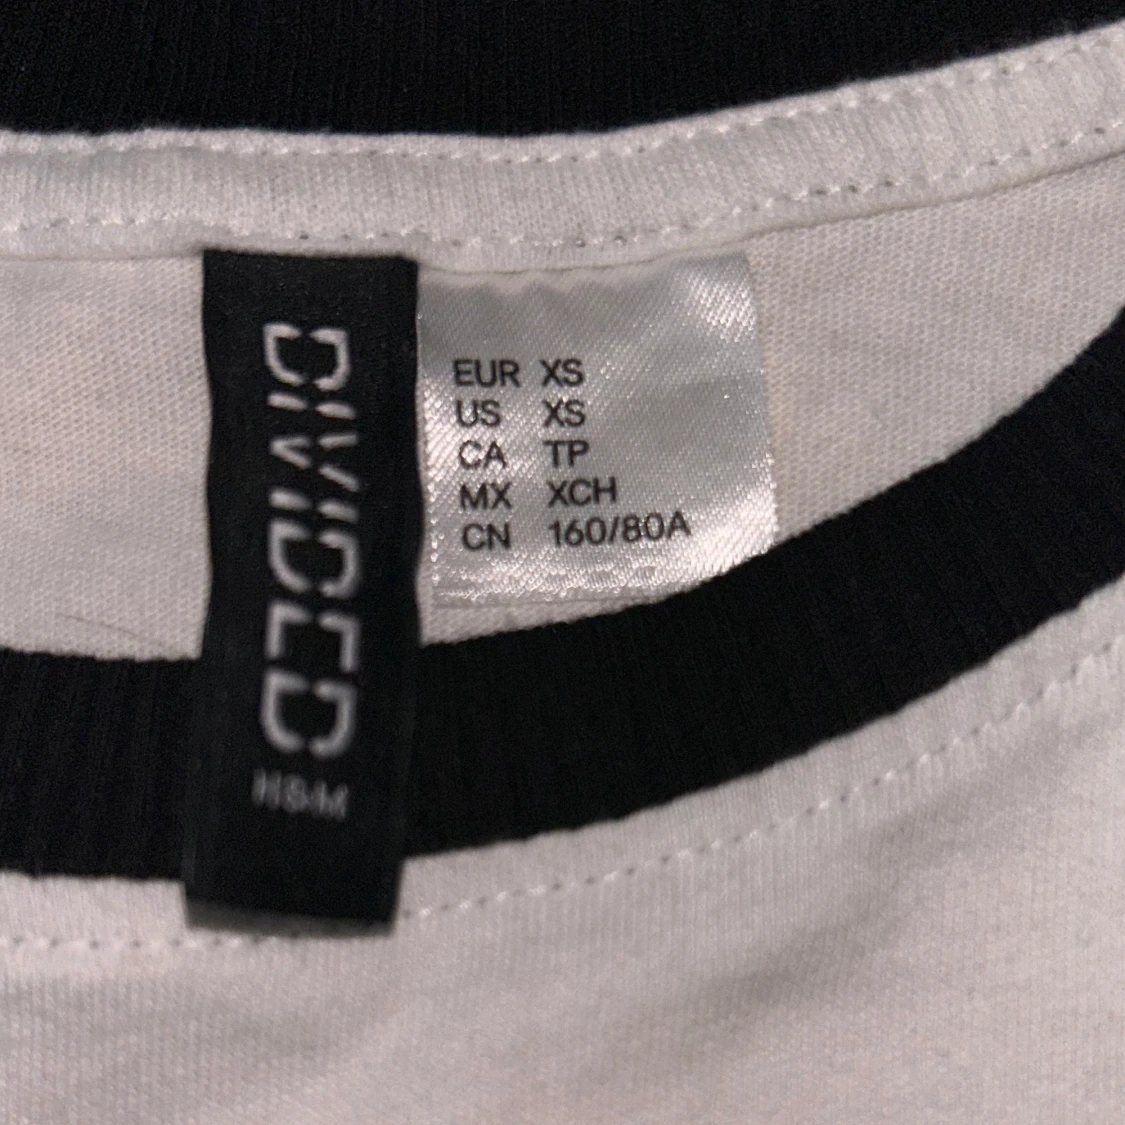 DIVIDED
H&M
EUR XS
US XS
CA TP
MX XCH
CN 160/80A